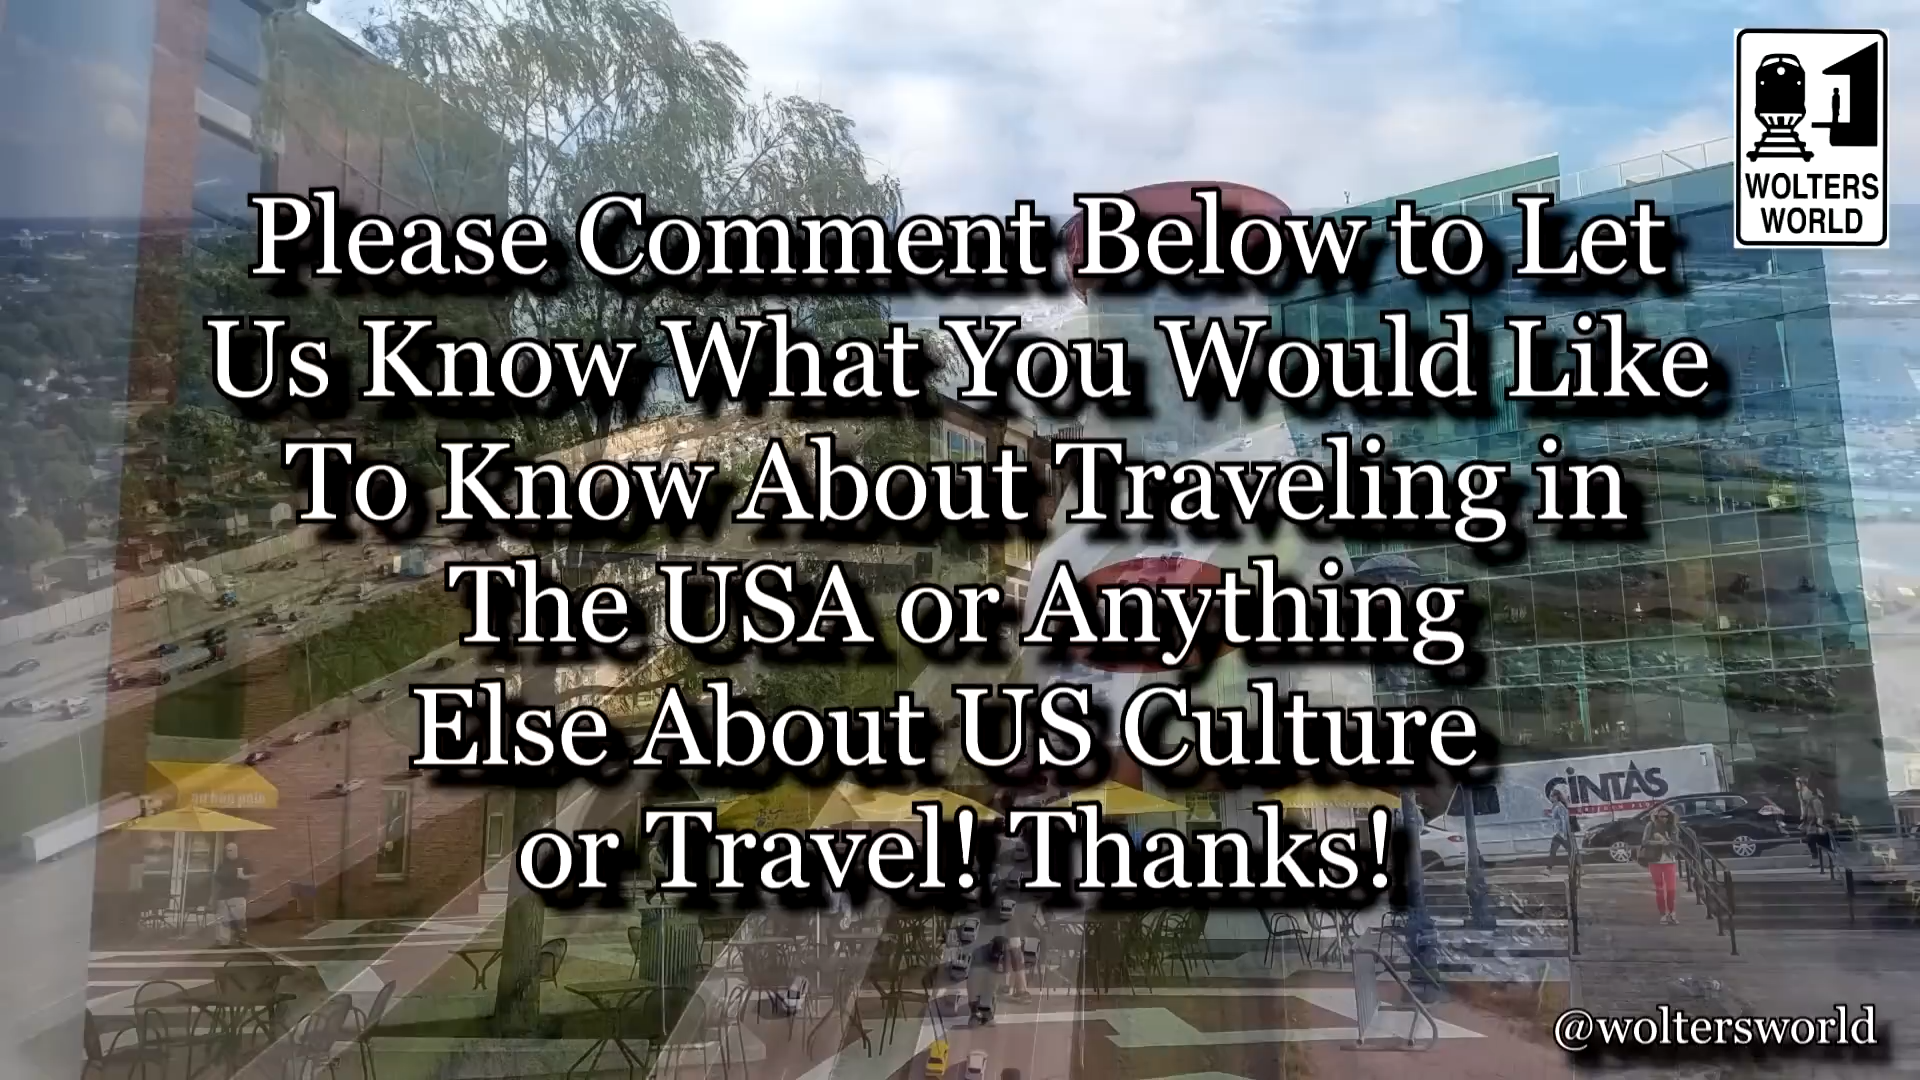 WOLTERS
WORLD
Please Comment Below to Let
Us Know What You Would Like
To Know About Traveling in
The USA or Anything
Else About US Culture
or Travel! Thanks!
CINTAS
@woltersworld